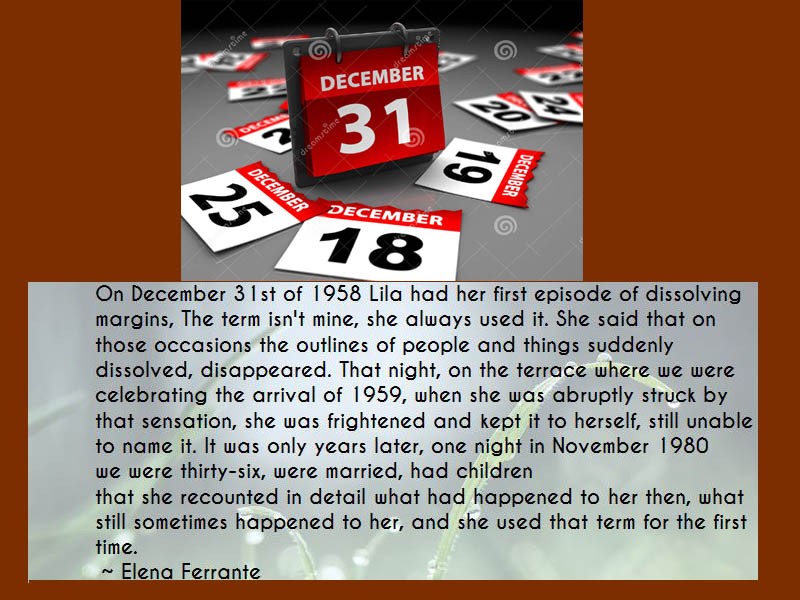 DECEMBER
31
DECEMBER
19
DECEMBER
25
DECEMBER
18
20
dreamstime
On December 31st of 1958 Lila had her first episode of dissolving
margins, The term isn't mine, she always used it. She said that on
those occasions the outlines of people and things suddenly
dissolved, disappeared. That night, on the terrace where we were
celebrating the arrival of 1959, when she was abruptly struck by
that sensation, she was frightened and kept it to herself, still unable
to name it. It was only years later, one night in November 1980
we were thirty-six, were married, had children
that she recounted in detail what had happened to her then, what
still sometimes happened to her, and she used that term for the first
time.
~ Elena Ferrante